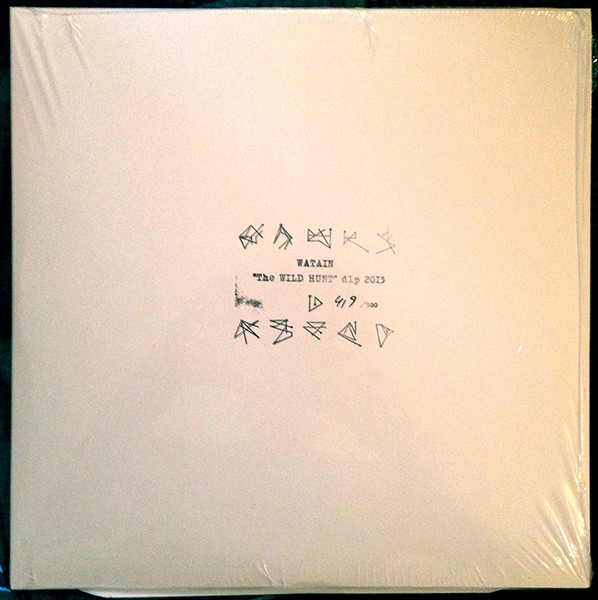 WATAIN
"The WILD HUNT" dlp 2013
419/500